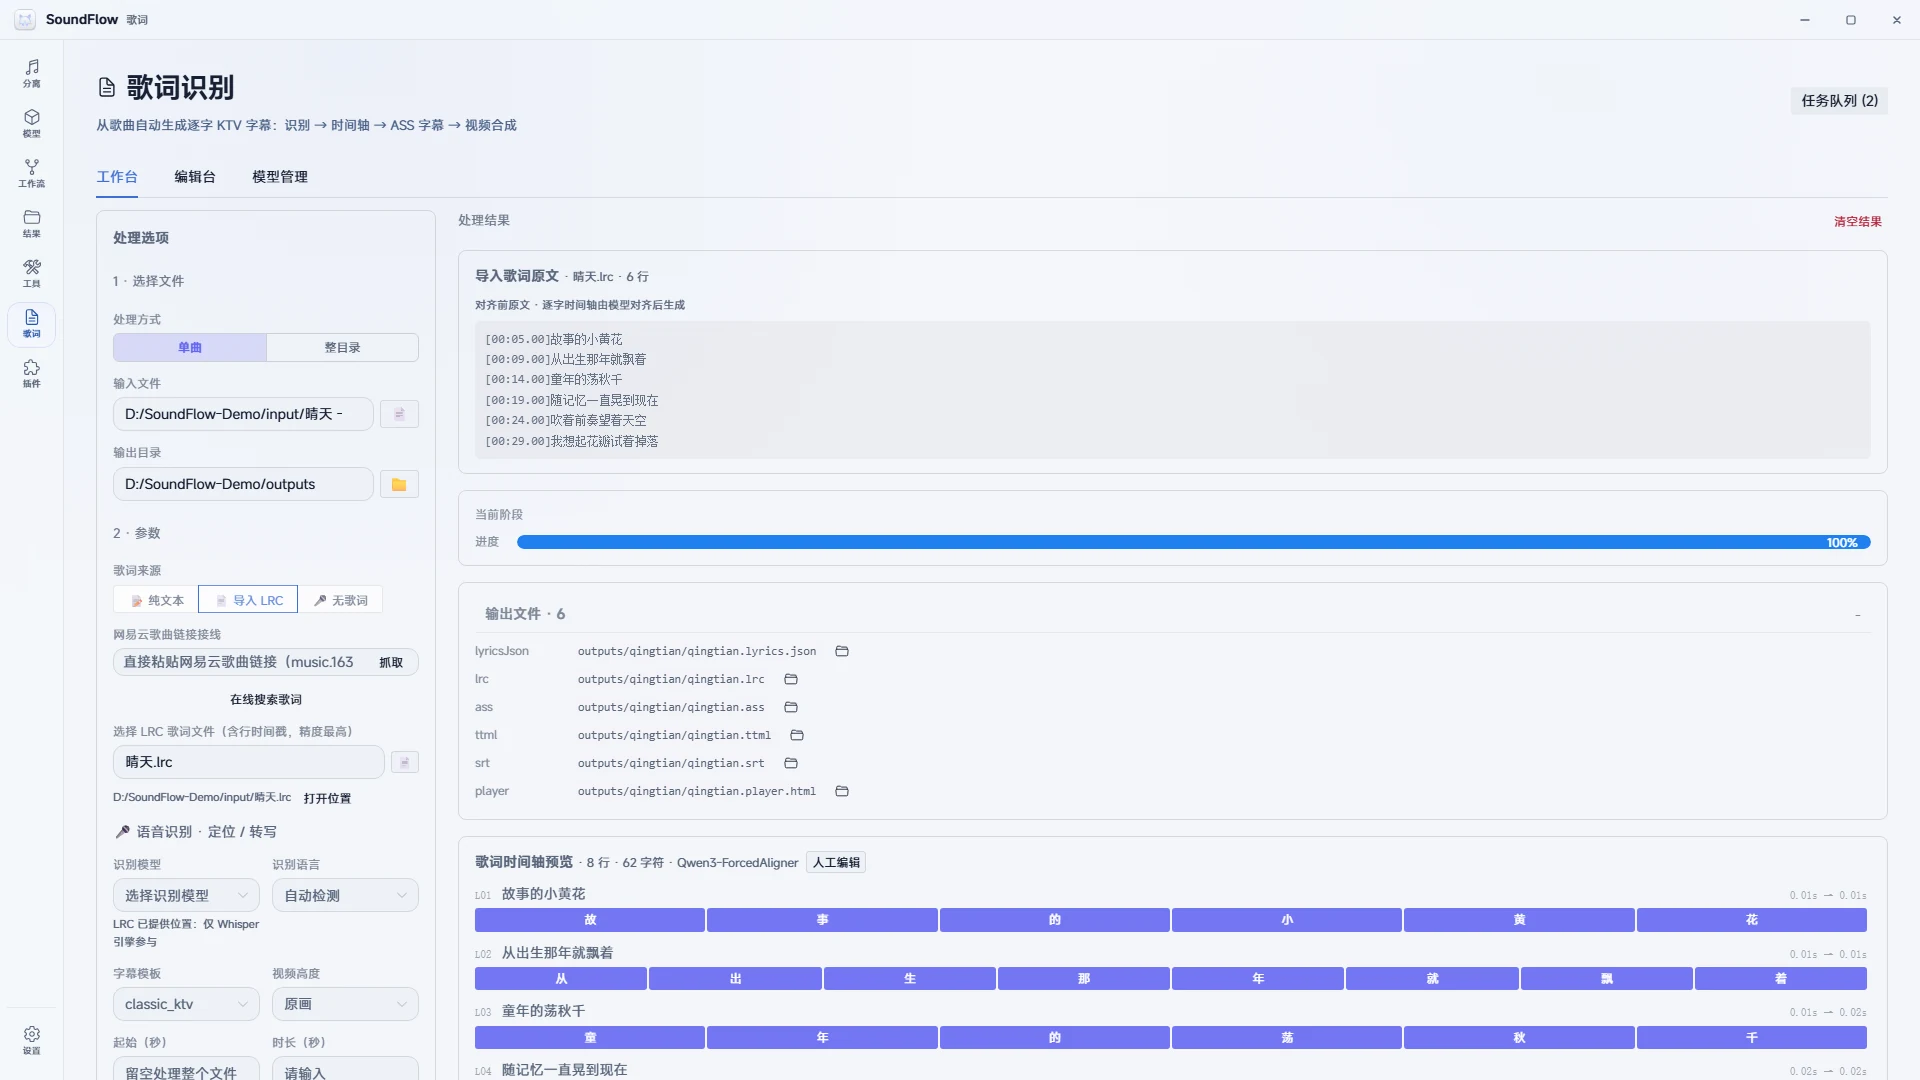 SoundFlow 歌词
分离
模型
工作流
结果
工具
歌词
插件
设置
歌词识别
从歌曲自动生成逐字 KTV 字幕：识别 → 时间轴 → ASS 字幕 → 视频合成
任务队列 (2)
工作台 编辑台 模型管理
处理选项
1 · 选择文件
处理方式
单曲 整目录
输入文件
D:/SoundFlow-Demo/input/晴天 -
输出目录
D:/SoundFlow-Demo/outputs
2 · 参数
歌词来源
纯文本 导入 LRC 无歌词
网易云歌曲链接接线
直接粘贴网易云歌曲链接（music.163 抓取
在线搜索歌词
选择 LRC 歌词文件（含行时间戳，精度最高）
晴天.lrc
D:/SoundFlow-Demo/input/晴天.lrc 打开位置
语音识别 · 定位 / 转写
识别模型 识别语言
选择识别模型 自动检测
LRC 已提供位置：仅 Whisper
引擎参与
字幕模板 视频高度
classic_ktv 原画
起始（秒） 时长（秒）
留空处理整个文件 请输入
处理结果 清空结果
导入歌词原文 · 晴天.lrc · 6 行
对齐前原文 · 逐字时间轴由模型对齐后生成
[00:05.00]故事的小黄花
[00:09.00]从出生那年就飘着
[00:14.00]童年的荡秋千
[00:19.00]随记忆一直晃到现在
[00:24.00]吹着前奏望着天空
[00:29.00]我想起花瓣试着掉落
当前阶段
进度 100%
输出文件 · 6 -
lyricsJson outputs/qingtian/qingtian.lyrics.json
lrc outputs/qingtian/qingtian.lrc
ass outputs/qingtian/qingtian.ass
ttml outputs/qingtian/qingtian.ttml
srt outputs/qingtian/qingtian.srt
player outputs/qingtian/qingtian.player.html
歌词时间轴预览 · 8 行 · 62 字符 · Qwen3-ForcedAligner 人工编辑
L01 故事的小黄花 0.01s → 0.01s
故 事 的 小 黄 花
L02 从出生那年就飘着 0.01s → 0.01s
从 出 生 那 年 就 飘 着
L03 童年的荡秋千 0.01s → 0.02s
童 年 的 荡 秋 千
L04 随记忆一直晃到现在 0.02s → 0.02s